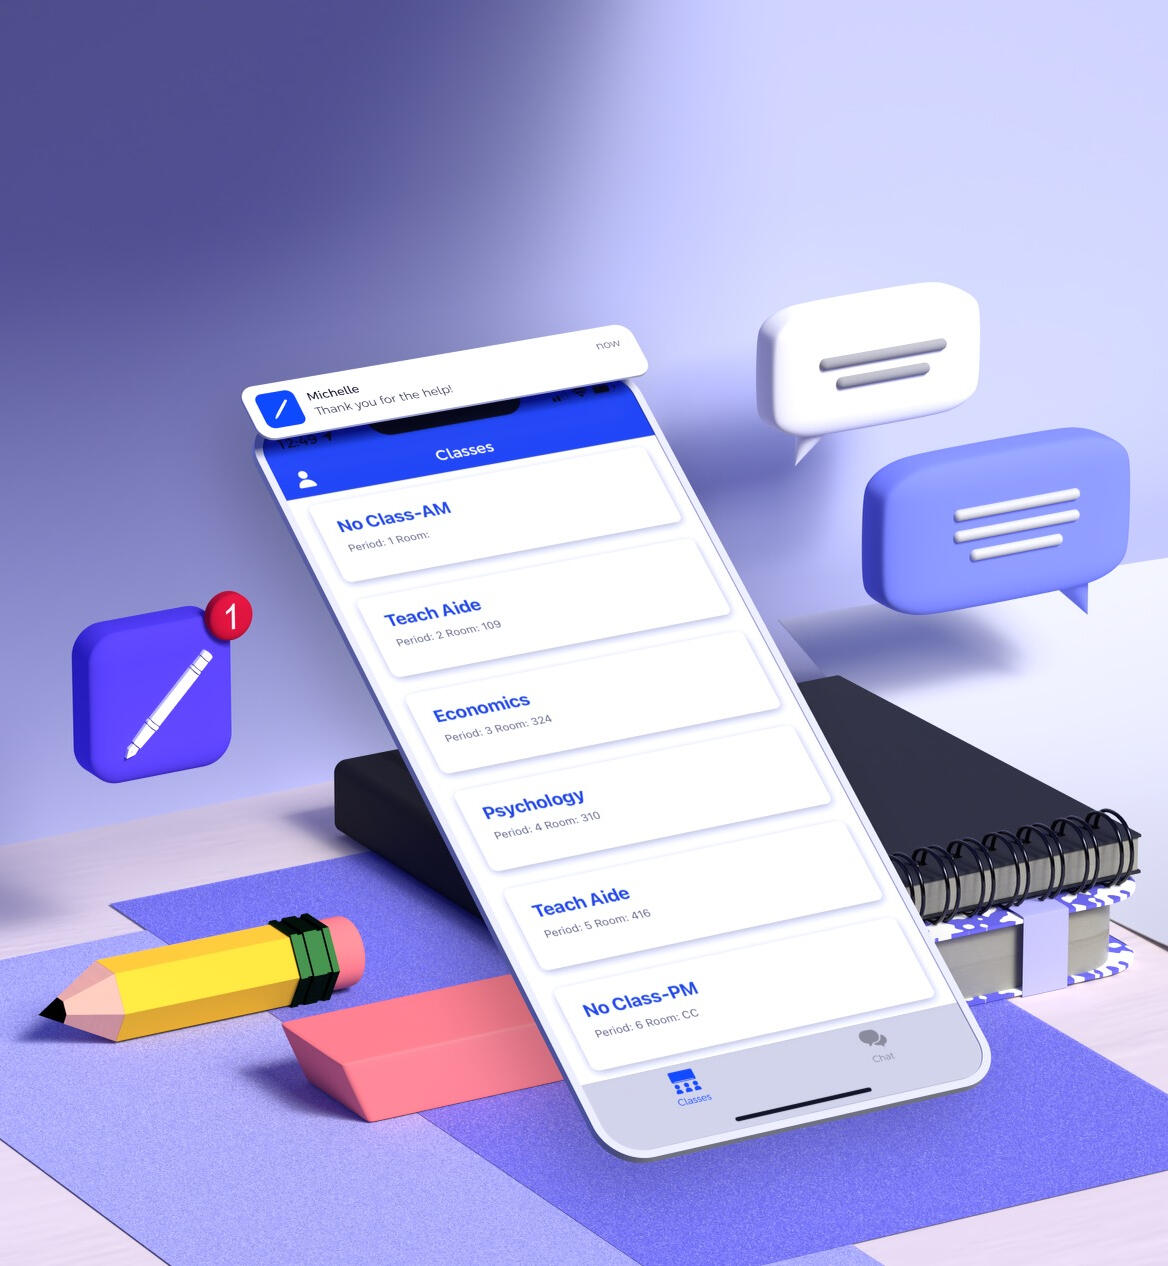 now
Michelle
Thank you for the help!
12:49
Classes
No Class-AM
Period: 1 Room:
Teach Aide
Period: 2 Room: 109
Economics
Period: 3 Room: 324
Psychology
Period: 4 Room: 310
Teach Aide
Period: 5 Room: 416
No Class-PM
Period: 6 Room: CC
Classes
Chat
1